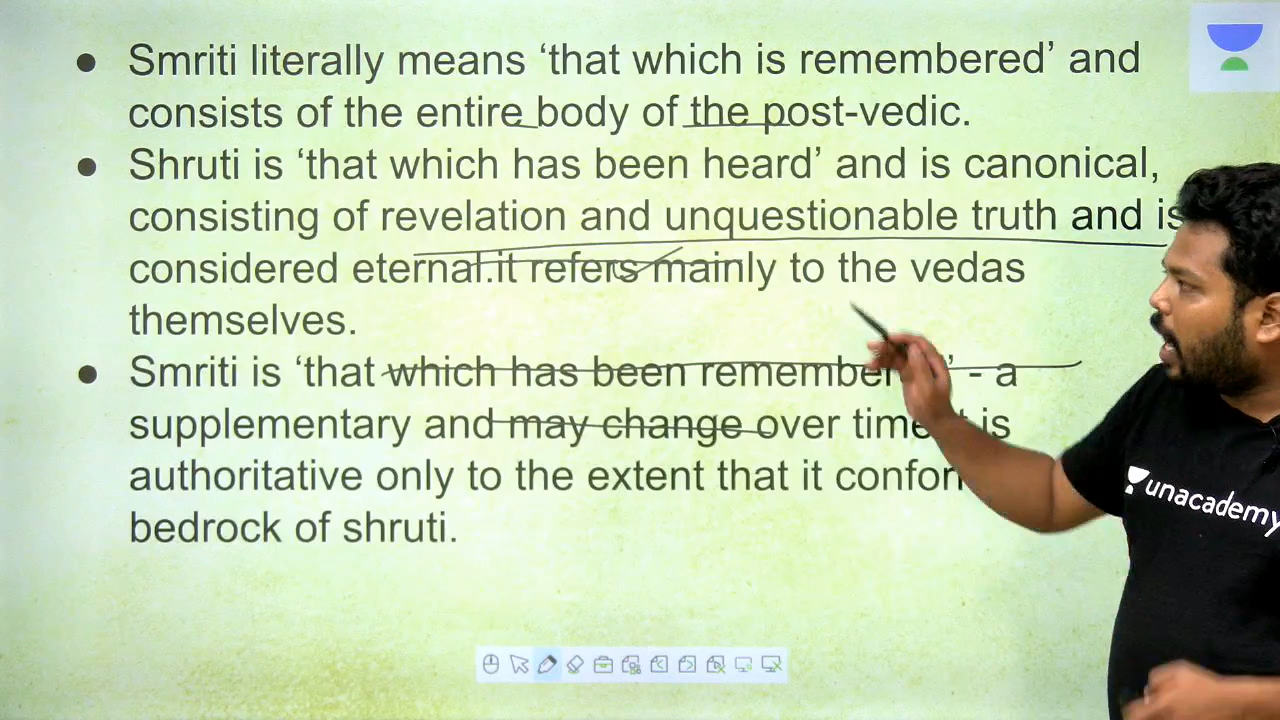 ● Smriti literally means ‘that which is remembered’ and
consists of the entire body of the post-vedic.
● Shruti is ‘that which has been heard’ and is canonical,
consisting of revelation and unquestionable truth and is
considered eternal.it refers mainly to the vedas
themselves.
● Smriti is ‘that which has been remembered’ - a
supplementary and may change over time is
authoritative only to the extent that it
bedrock of shruti.
unacademy